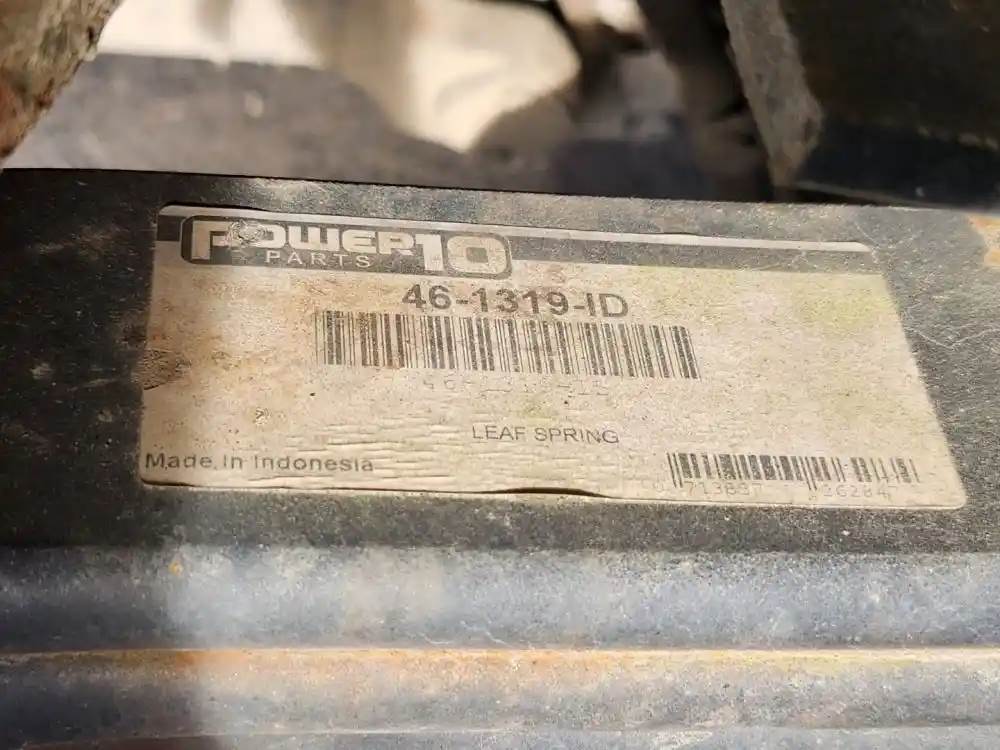 POWER10
PARTS
46-1319-ID
LEAF SPRING
Made In Indonesia